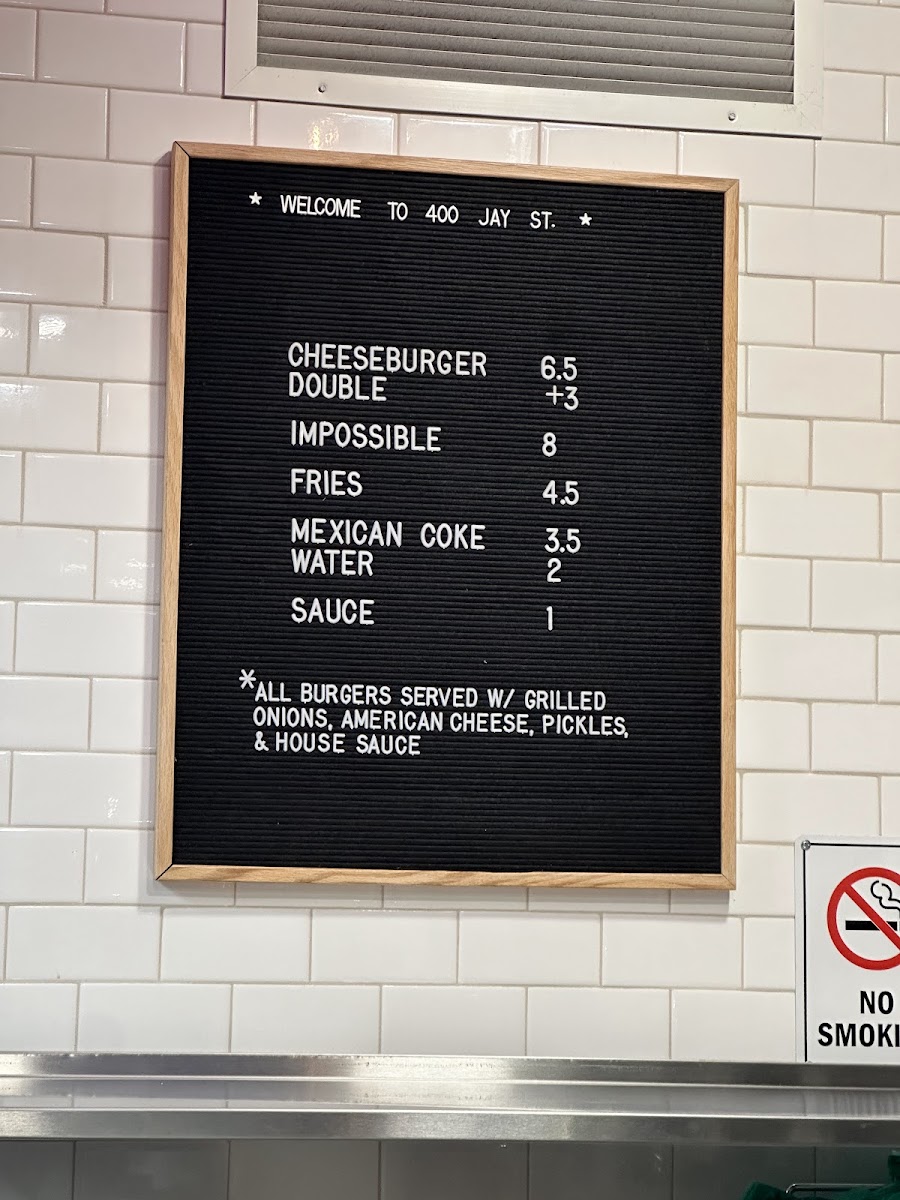 * WELCOME TO 400 JAY ST. *
CHEESEBURGER 6.5
DOUBLE +3
IMPOSSIBLE 8
FRIES 4.5
MEXICAN COKE 3.5
WATER 2
SAUCE 1
*ALL BURGERS SERVED W/ GRILLED
ONIONS, AMERICAN CHEESE, PICKLES,
& HOUSE SAUCE
NO
SMOKI